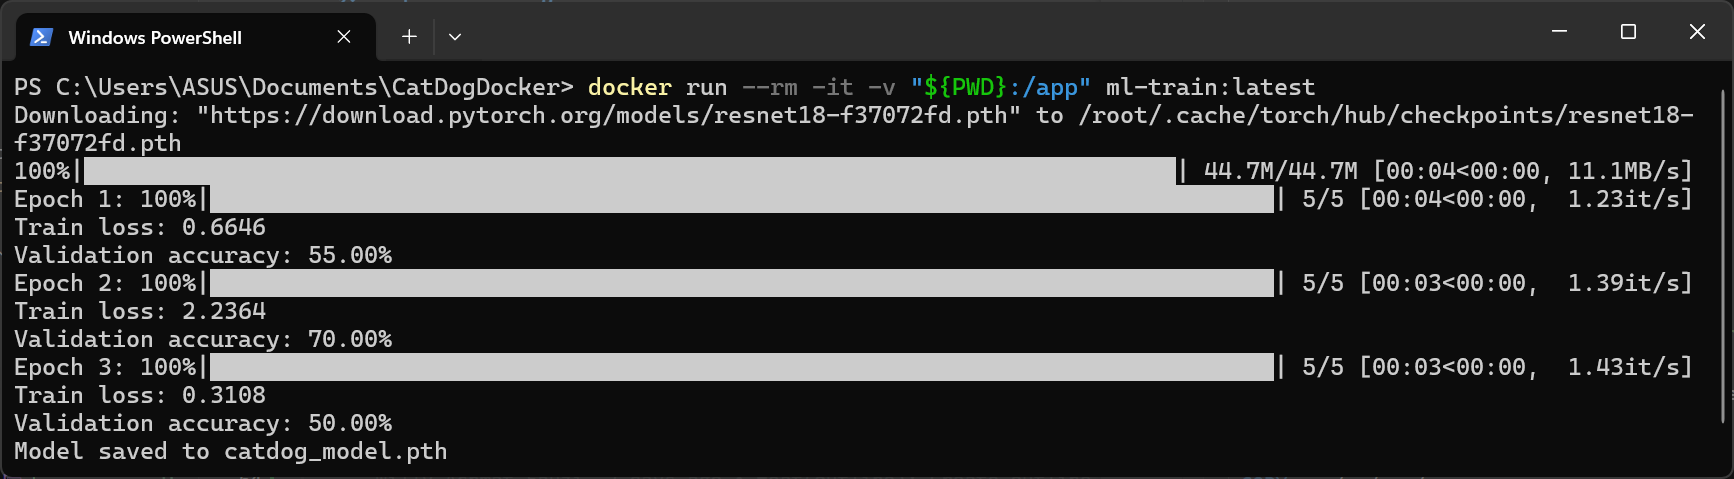 Windows PowerShell
PS C:\Users\ASUS\Documents\CatDogDocker> docker run --rm -it -v "${PWD}:/app" ml-train:latest
Downloading: "https://download.pytorch.org/models/resnet18-f37072fd.pth" to /root/.cache/torch/hub/checkpoints/resnet18-
f37072fd.pth
100%| | 44.7M/44.7M [00:04<00:00, 11.1MB/s]
Epoch 1: 100%| | 5/5 [00:04<00:00,  1.23it/s]
Train loss: 0.6646
Validation accuracy: 55.00%
Epoch 2: 100%| | 5/5 [00:03<00:00,  1.39it/s]
Train loss: 2.2364
Validation accuracy: 70.00%
Epoch 3: 100%| | 5/5 [00:03<00:00,  1.43it/s]
Train loss: 0.3108
Validation accuracy: 50.00%
Model saved to catdog_model.pth